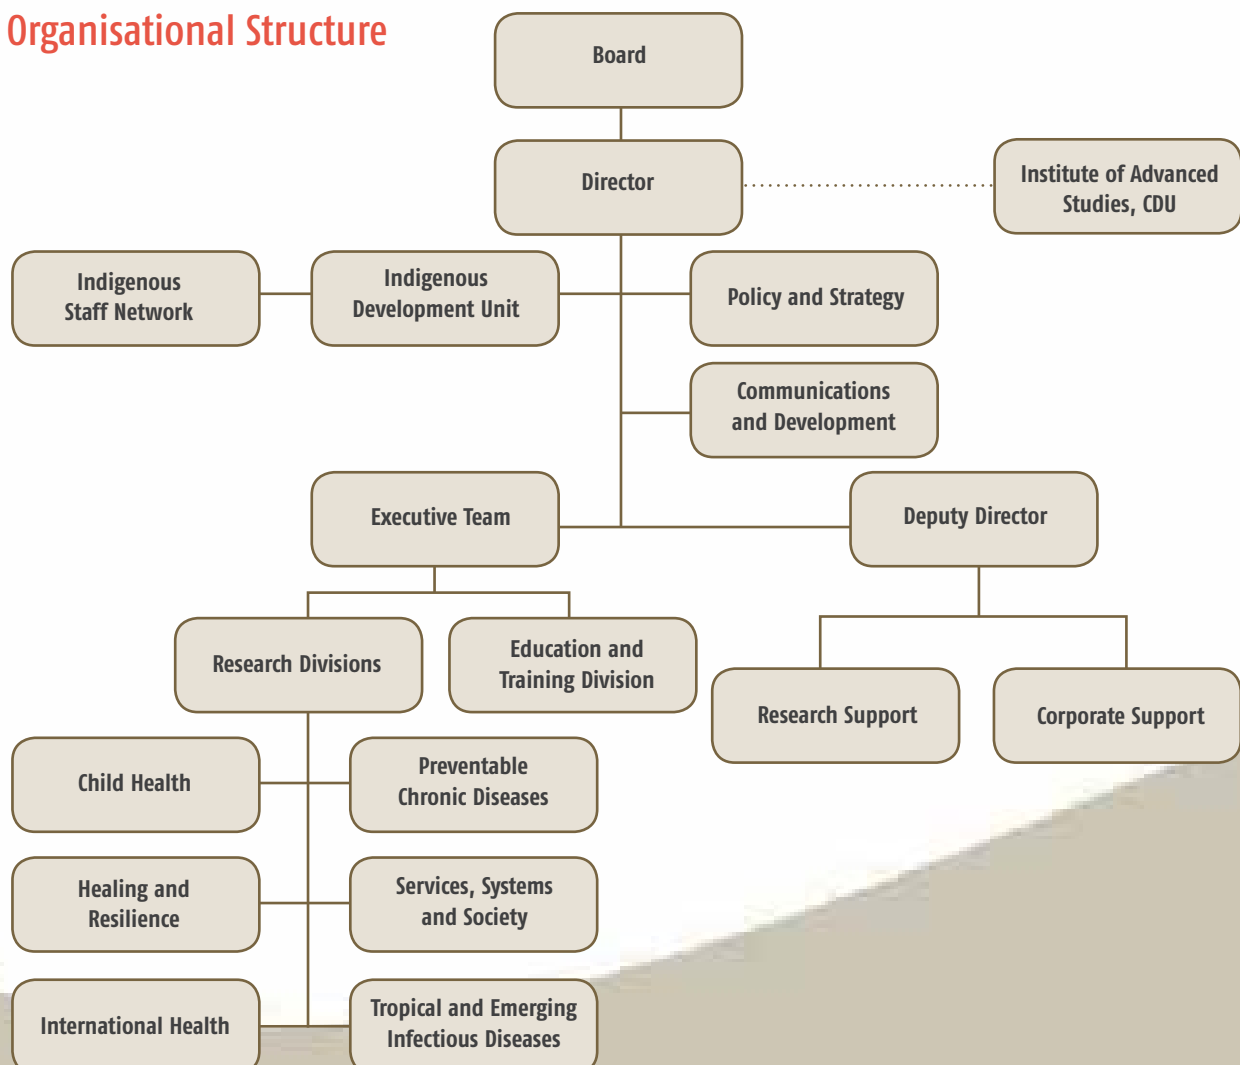 Organisational Structure
Board
Director
Institute of Advanced
Studies, CDU
Indigenous
Staff Network
Indigenous
Development Unit
Policy and Strategy
Communications
and Development
Executive Team
Deputy Director
Research Divisions
Education and
Training Division
Research Support
Corporate Support
Child Health
Preventable
Chronic Diseases
Healing and
Resilience
Services, Systems
and Society
International Health
Tropical and Emerging
Infectious Diseases